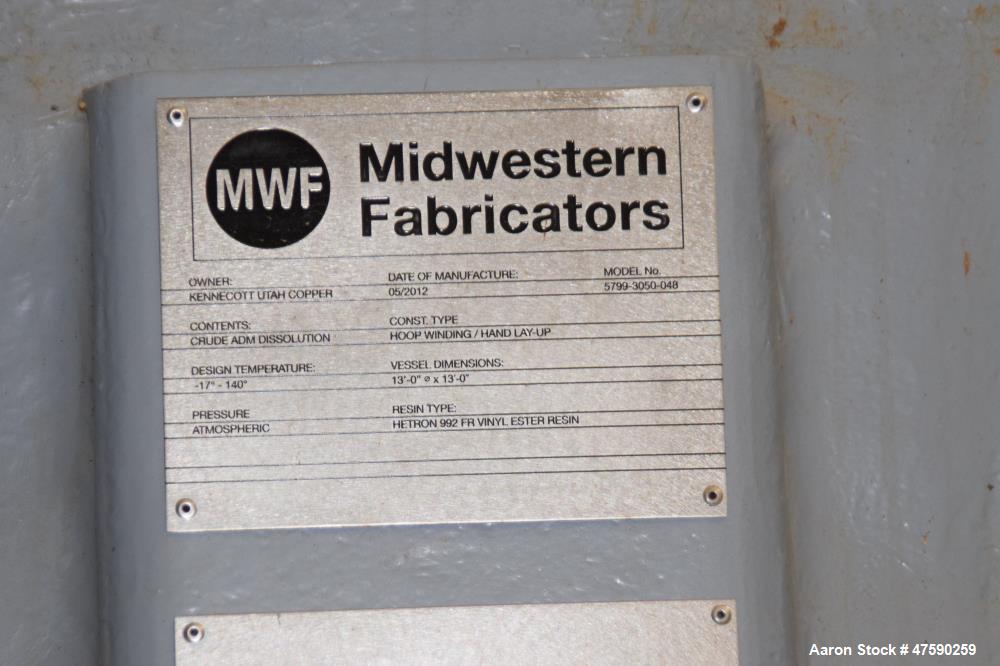 MWF
Midwestern
Fabricators
OWNER:
KENNECOTT UTAH COPPER
DATE OF MANUFACTURE:
05/2012
MODEL No.
5799-3050-048
CONTENTS:
CRUDE ADM DISSOLUTION
CONST. TYPE
HOOP WINDING / HAND LAY-UP
DESIGN TEMPERATURE:
-17° - 140°
VESSEL DIMENSIONS:
13'-0" ø x 13'-0"
PRESSURE
ATMOSPHERIC
RESIN TYPE:
HETRON 992 FR VINYL ESTER RESIN
Aaron Stock # 47590259